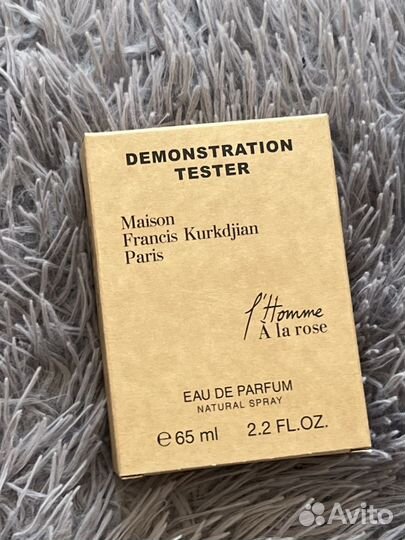 DEMONSTRATION
TESTER
Maison
Francis Kurkdjian
Paris
l'Homme
À la rose
EAU DE PARFUM
NATURAL SPRAY
℮65 ml 2.2 FL.OZ.
Avito